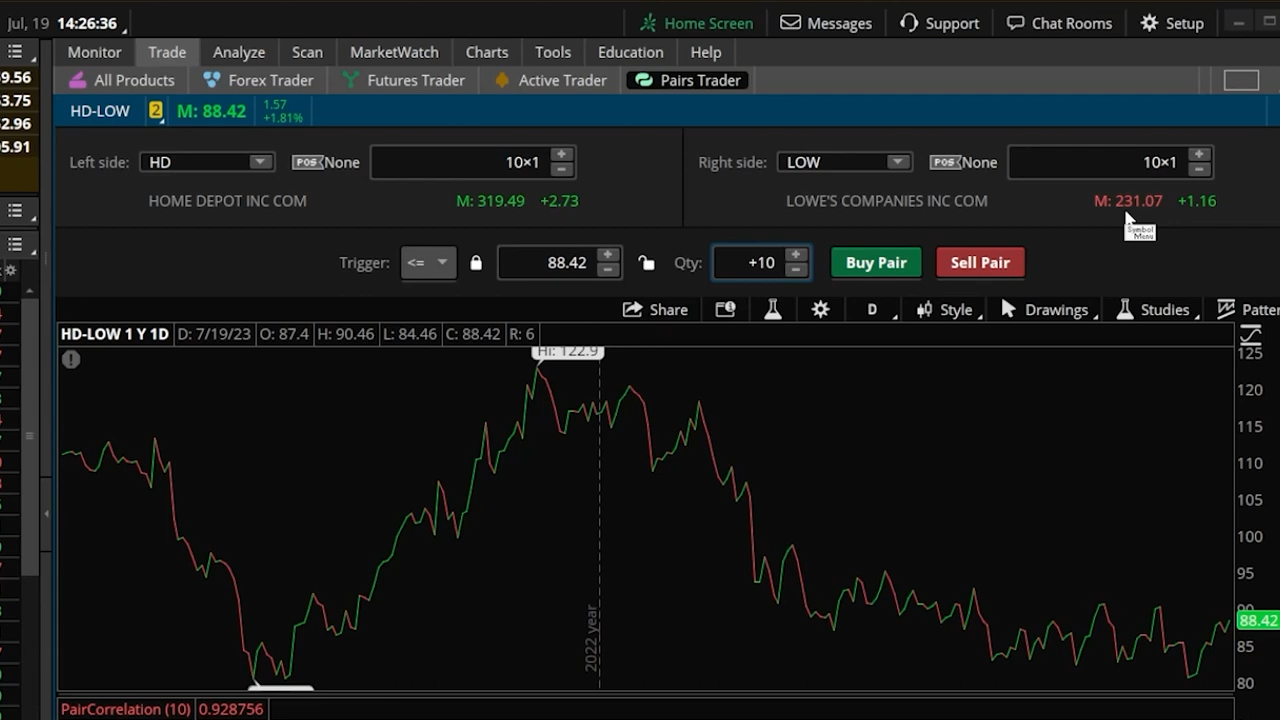 Jul, 19 14:26:36 Home Screen Messages Support Chat Rooms Setup
Monitor Trade Analyze Scan MarketWatch Charts Tools Education Help
9.56
All Products Forex Trader Futures Trader Active Trader Pairs Trader
3.75
HD-LOW 2 M: 88.42 1.57 +1.81%
2.96
5.91
Left side: HD POS None 10×1 Right side: LOW POS None 10×1
HOME DEPOT INC COM M: 319.49 +2.73 LOWE'S COMPANIES INC COM M: 231.07 +1.16
Symbol Menu
Trigger: <= 88.42 Qty: +10 Buy Pair Sell Pair
Share D Style Drawings Studies Patter
HD-LOW 1 Y 1D D: 7/19/23 O: 87.4 H: 90.46 L: 84.46 C: 88.42 R: 6
Hi: 122.9
125
120
115
110
105
100
95
90
88.42
85
80
2022 year
PairCorrelation (10) 0.928756